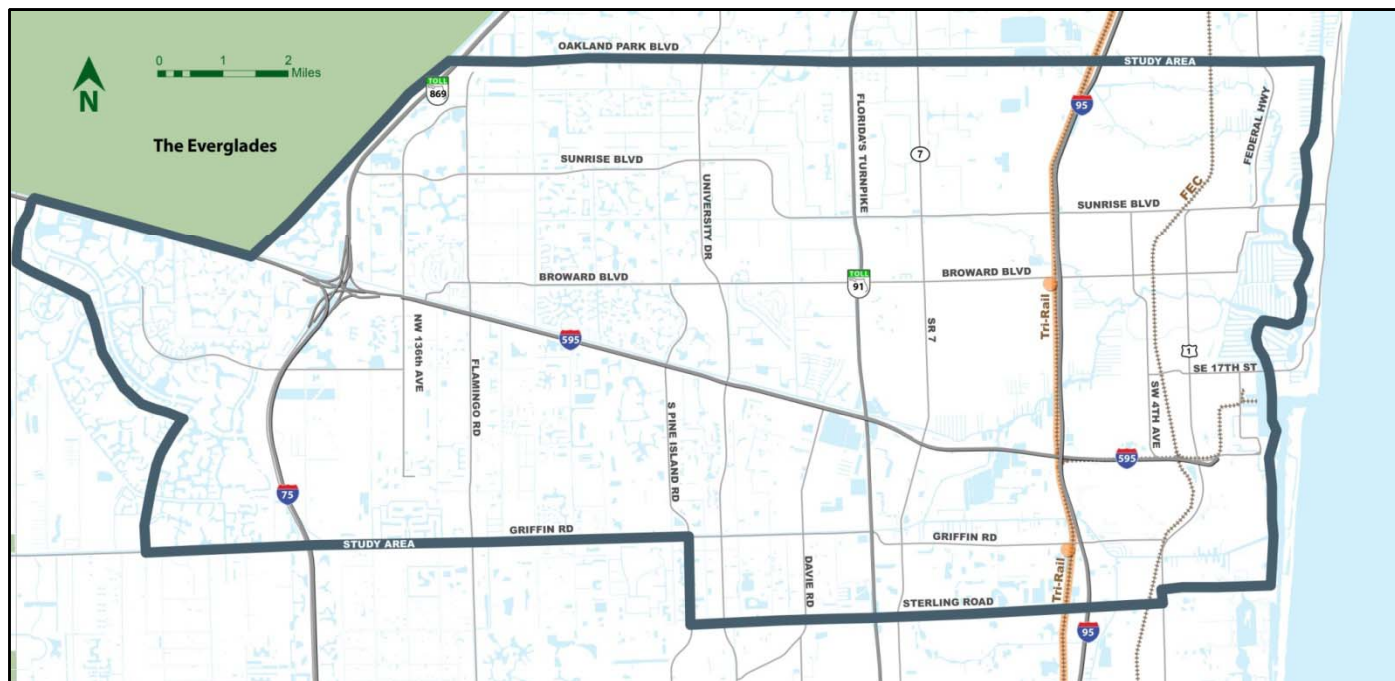 OAKLAND PARK BLVD
STUDY AREA
0 1 2
Miles
N
TOLL
869
The Everglades
SUNRISE BLVD
UNIVERSITY DR
FLORIDA'S TURNPIKE
7
95
FEDERAL HWY
FEC
SUNRISE BLVD
BROWARD BLVD
TOLL
91
BROWARD BLVD
Tri-Rail
NW 136th AVE
FLAMINGO RD
595
SR 7
1
SE 17TH ST
S PINE ISLAND RD
SW 4TH AVE
595
75
GRIFFIN RD
STUDY AREA
GRIFFIN RD
DAVIE RD
Tri-Rail
STERLING ROAD
95